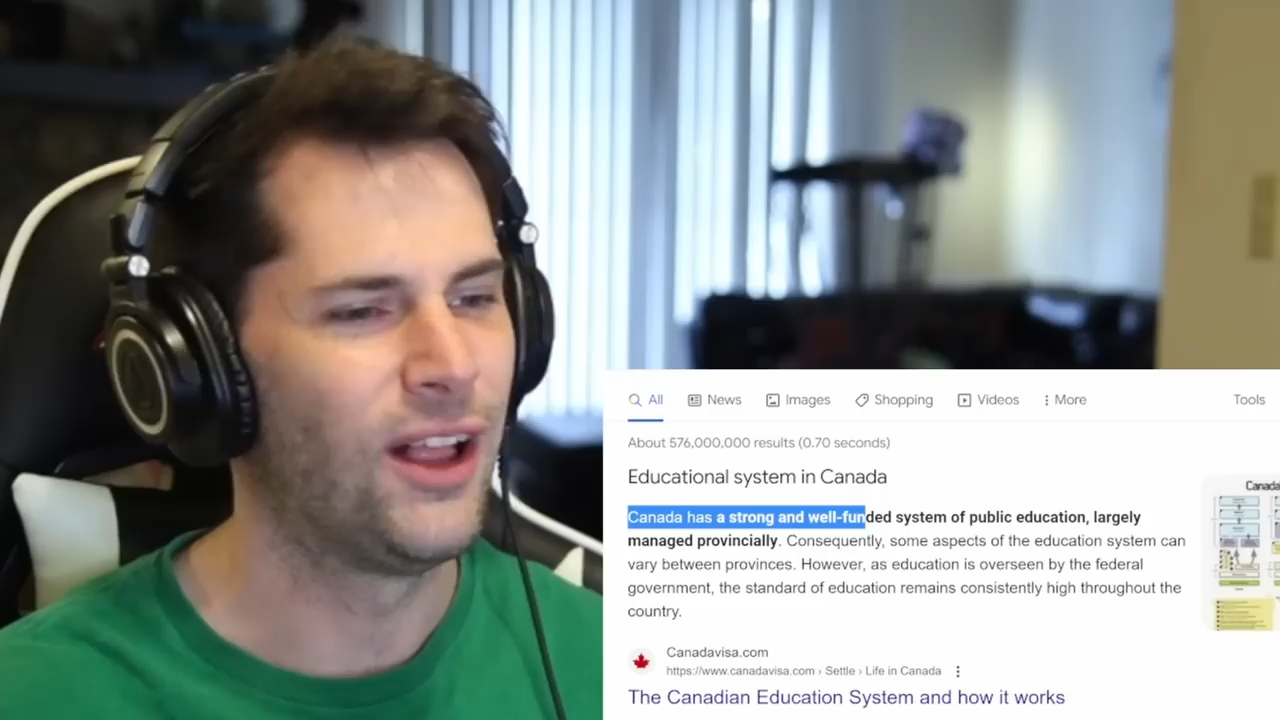 All News Images Shopping Videos More Tools
About 576,000,000 results (0.70 seconds)
Educational system in Canada
Canada has a strong and well-funded system of public education, largely
managed provincially. Consequently, some aspects of the education system can
vary between provinces. However, as education is overseen by the federal
government, the standard of education remains consistently high throughout the
country.
Canada
Canadavisa.com
https://www.canadavisa.com › Settle › Life in Canada
The Canadian Education System and how it works